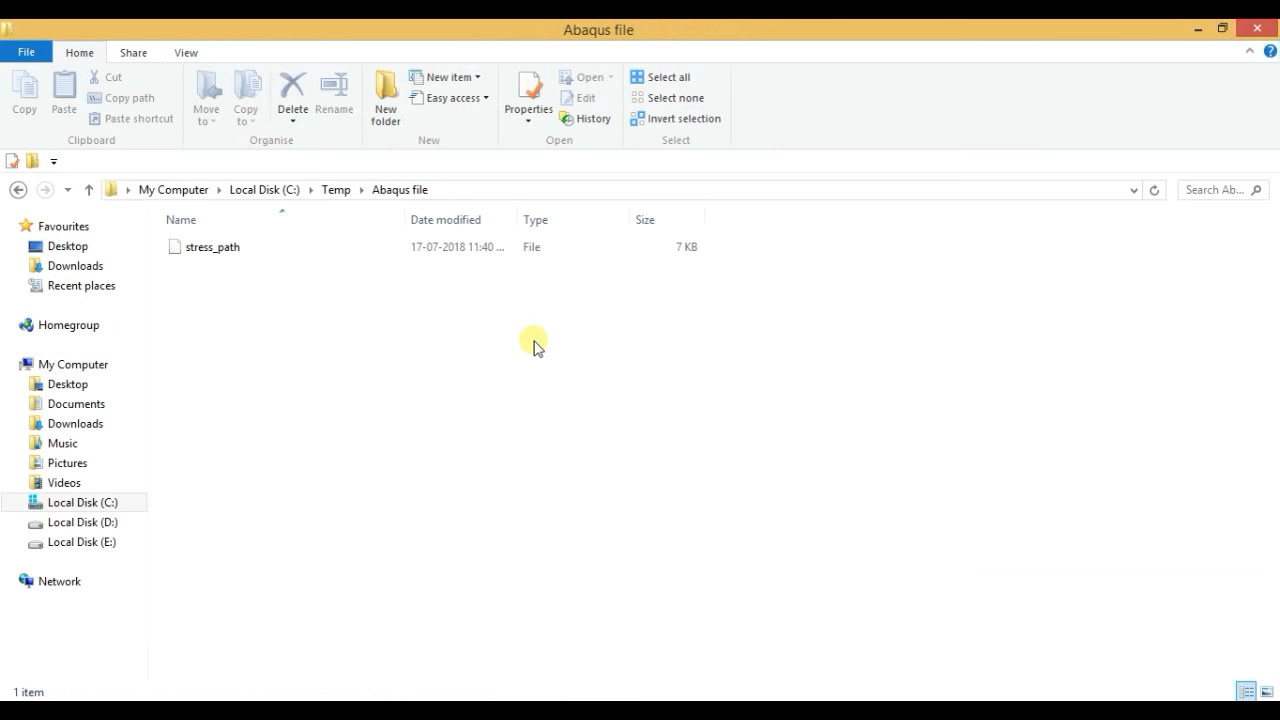 Abaqus file
File Home Share View
Copy Paste Cut Copy path Paste shortcut Move to Copy to Delete Rename New folder New item Easy access Properties Open Edit History Select all Select none Invert selection
Clipboard Organise New Open Select
My Computer Local Disk (C:) Temp Abaqus file Search Ab...
Name Date modified Type Size
stress_path 17-07-2018 11:40 ... File 7 KB
Favourites
Desktop
Downloads
Recent places
Homegroup
My Computer
Desktop
Documents
Downloads
Music
Pictures
Videos
Local Disk (C:)
Local Disk (D:)
Local Disk (E:)
Network
1 item